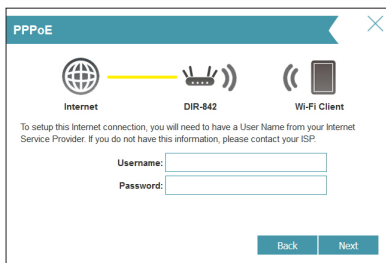 PPPoE
Internet
DIR-842
Wi-Fi Client
To setup this Internet connection, you will need to have a User Name from your Internet
Service Provider. If you do not have this information, please contact your ISP.
Username:
Password:
Back
Next